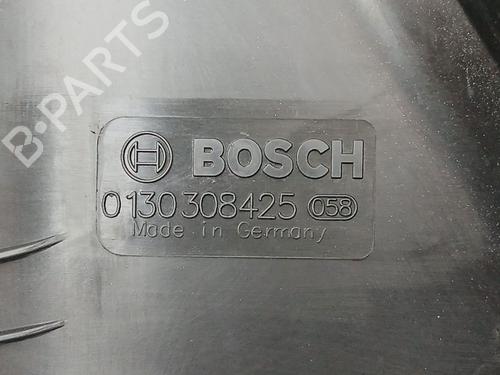 B-PARTS
BOSCH
0 130 308 425 058
Made in Germany